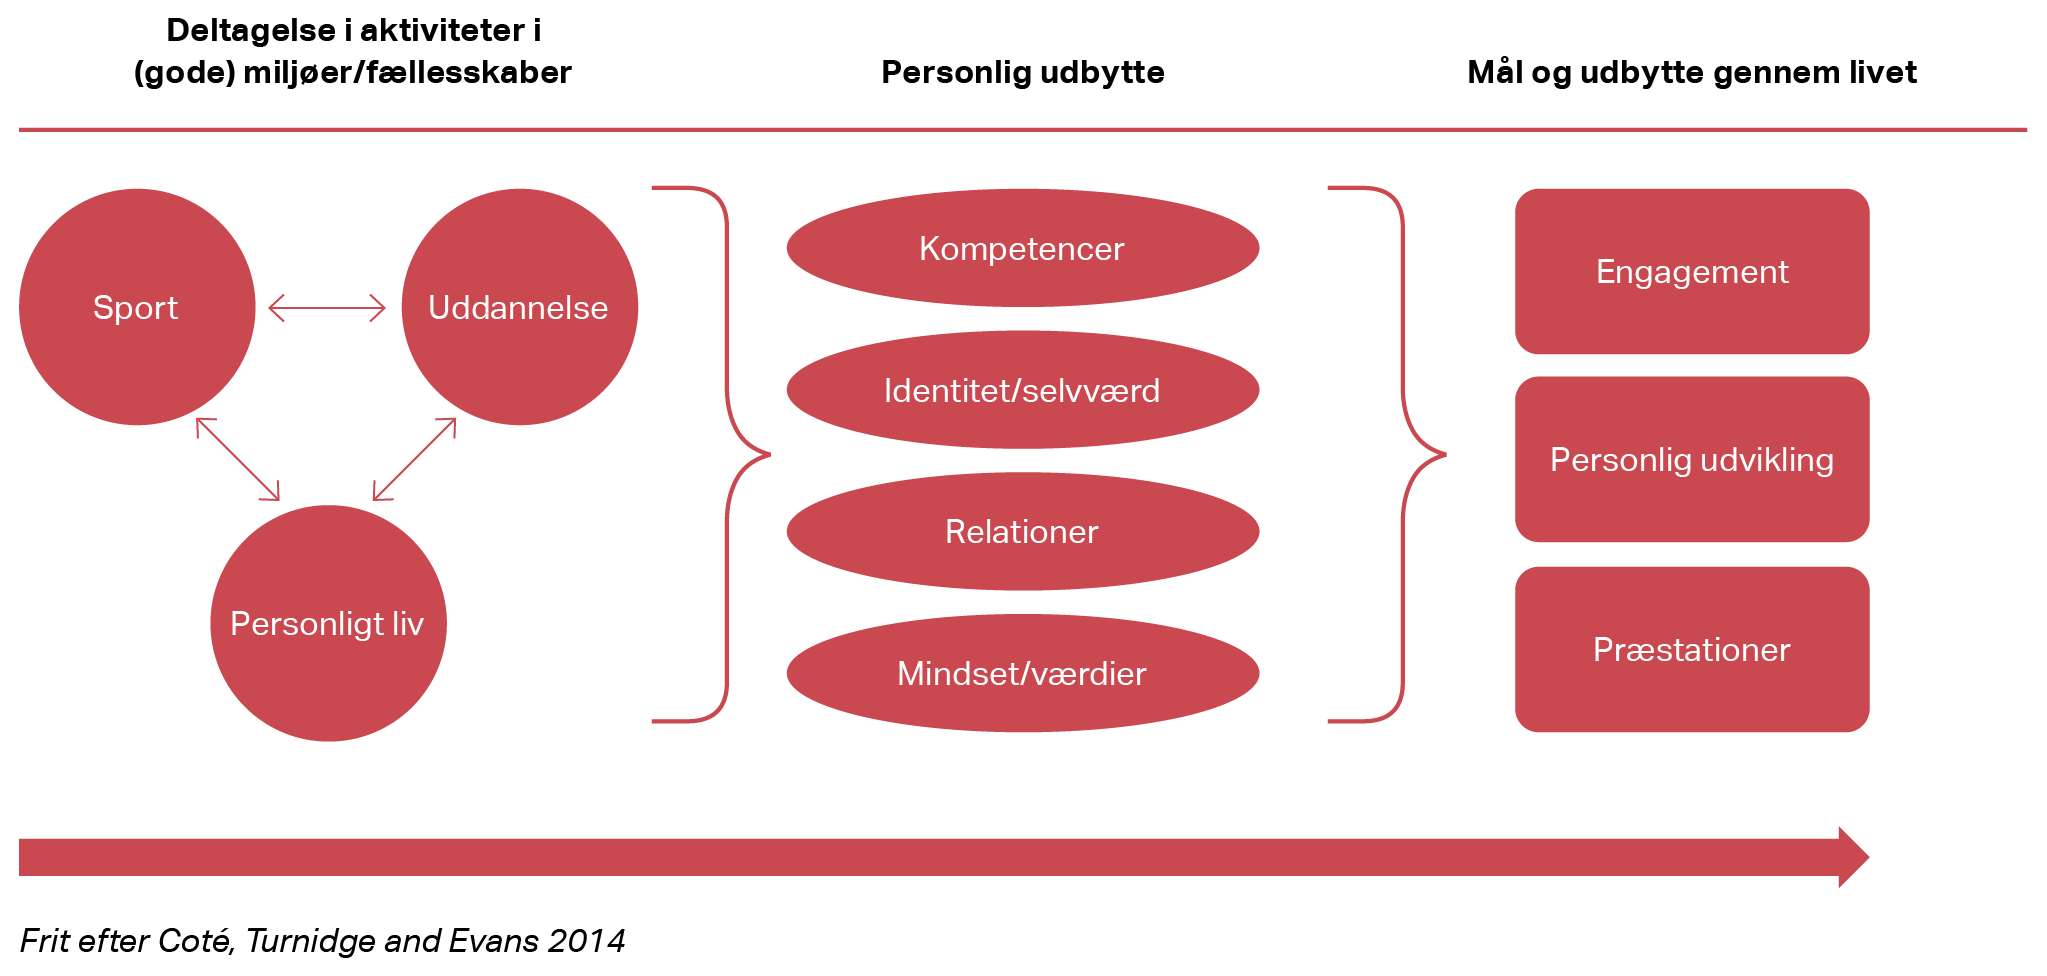 Deltagelse i aktiviteter i
(gode) miljøer/fællesskaber
Personlig udbytte
Mål og udbytte gennem livet
Sport
Uddannelse
Personligt liv
Kompetencer
Identitet/selvværd
Relationer
Mindset/værdier
Engagement
Personlig udvikling
Præstationer
Frit efter Coté, Turnidge and Evans 2014